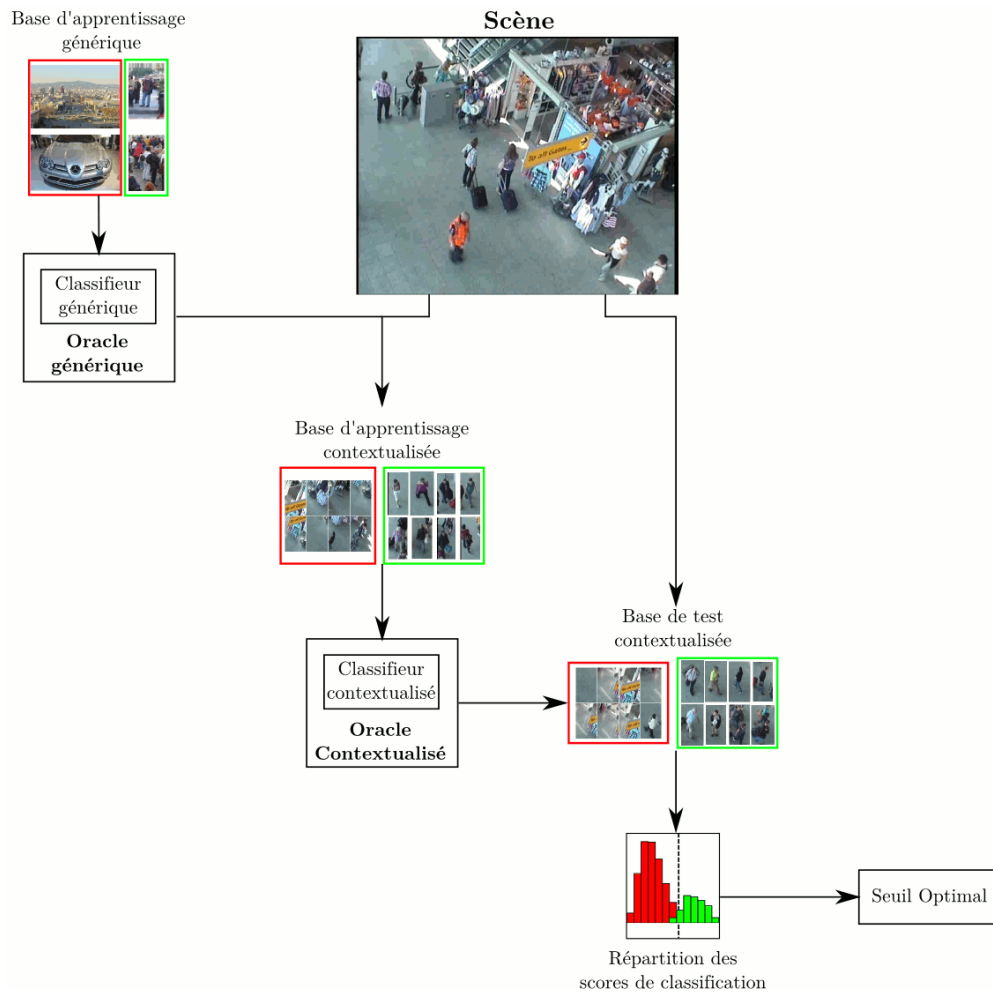 Base d'apprentissage
générique
Scène
Classifieur
générique
Oracle
générique
Base d'apprentissage
contextualisée
Classifieur
contextualisé
Oracle
Contextualisé
Base de test
contextualisée
Seuil Optimal
Répartition des
scores de classification